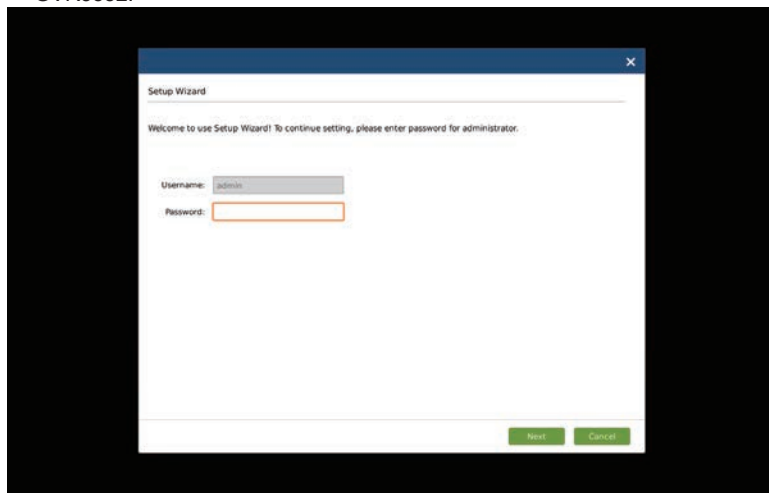 Setup Wizard
Welcome to use Setup Wizard! To continue setting, please enter password for administrator.
Username: admin
Password:
Next Cancel